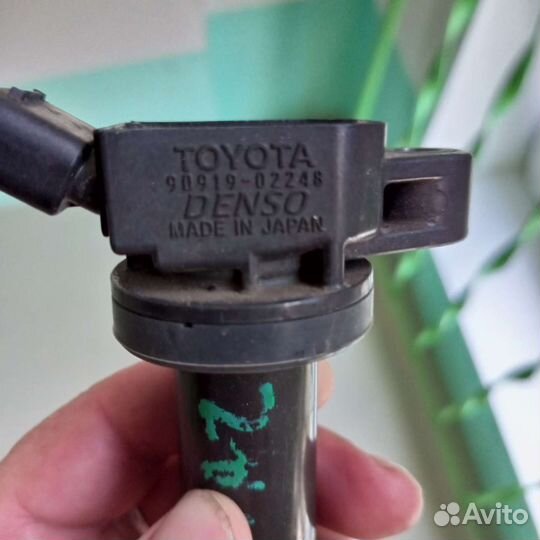 TOYOTA
90919-02248
DENSO
MADE IN JAPAN
Avito